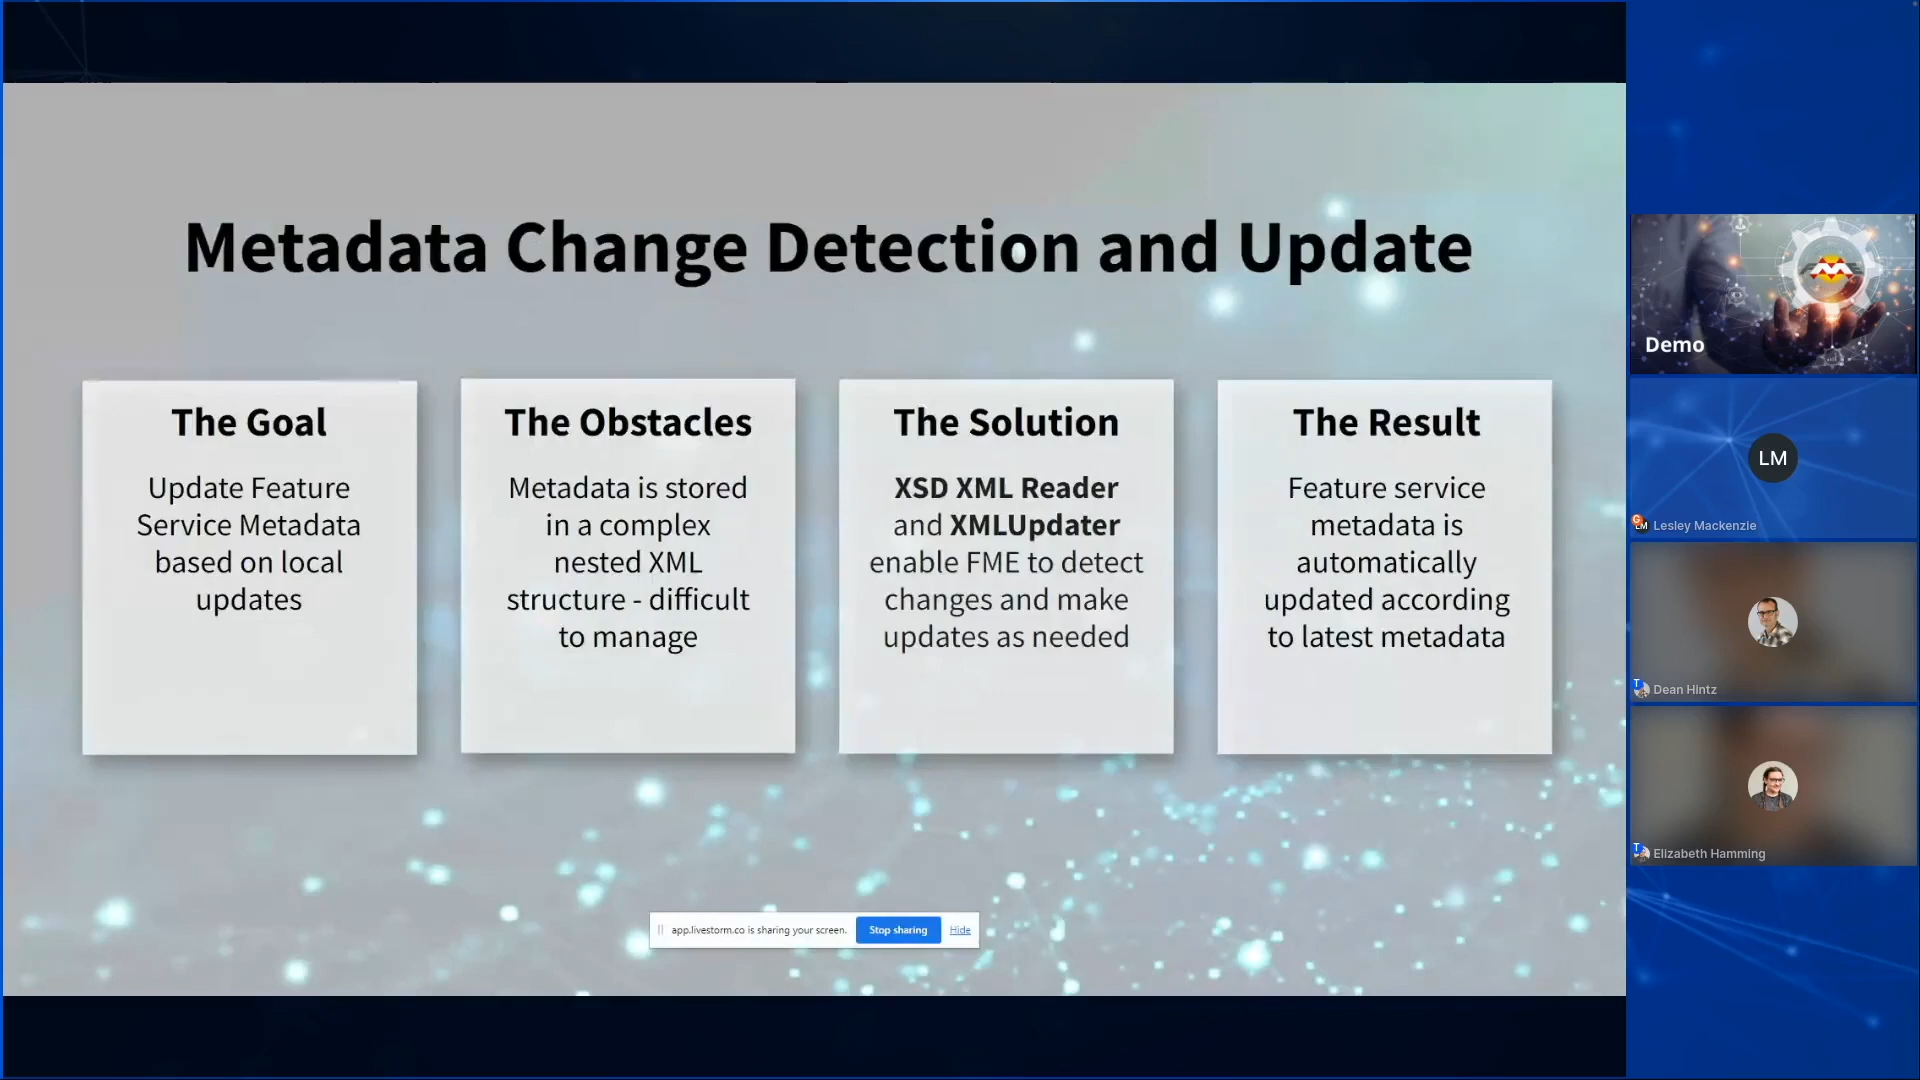 Metadata Change Detection and Update
The Goal
Update Feature
Service Metadata
based on local
updates
The Obstacles
Metadata is stored
in a complex
nested XML
structure - difficult
to manage
The Solution
XSD XML Reader
and XMLUpdater
enable FME to detect
changes and make
updates as needed
The Result
Feature service
metadata is
automatically
updated according
to latest metadata
app.livestorm.co is sharing your screen.
Stop sharing
Hide
Demo
LM
G
LM
Lesley Mackenzie
T
Dean Hintz
T
Elizabeth Hamming